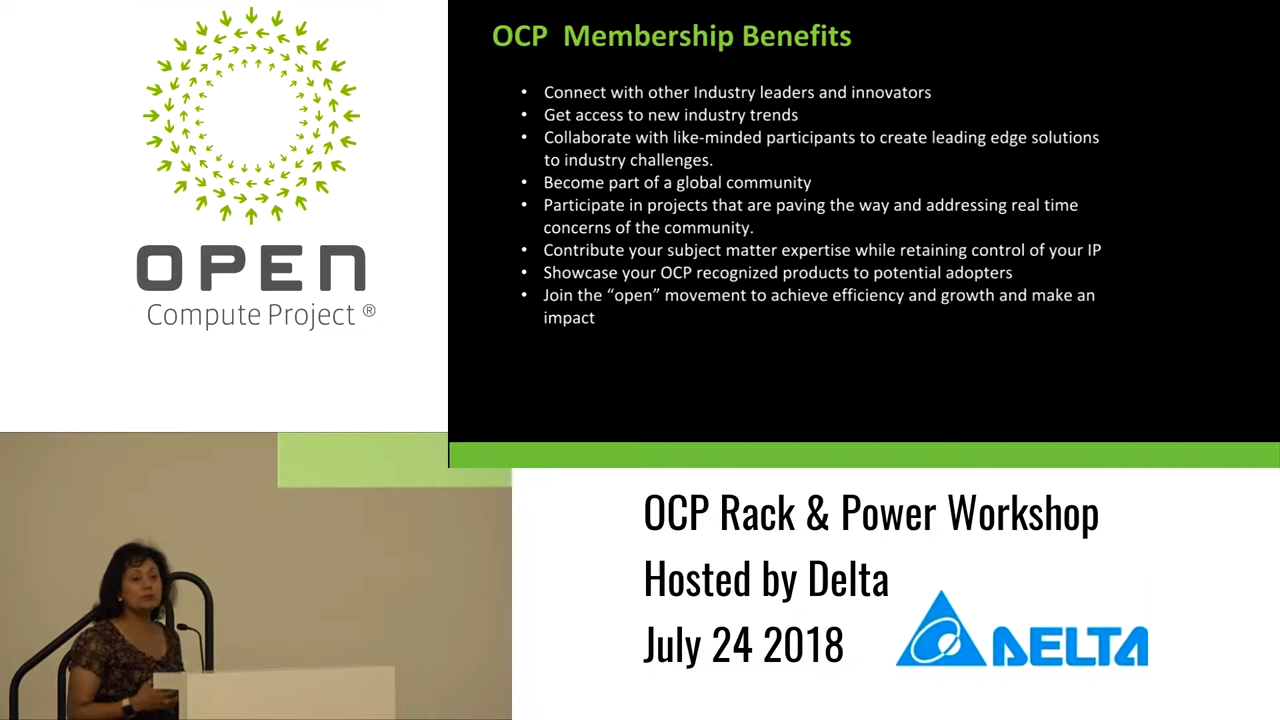 OPEN
Compute Project ®
OCP Membership Benefits
• Connect with other Industry leaders and innovators
• Get access to new industry trends
• Collaborate with like-minded participants to create leading edge solutions
to industry challenges.
• Become part of a global community
• Participate in projects that are paving the way and addressing real time
concerns of the community.
• Contribute your subject matter expertise while retaining control of your IP
• Showcase your OCP recognized products to potential adopters
• Join the “open” movement to achieve efficiency and growth and make an
impact
OCP Rack & Power Workshop
Hosted by Delta
July 24 2018
DELTA